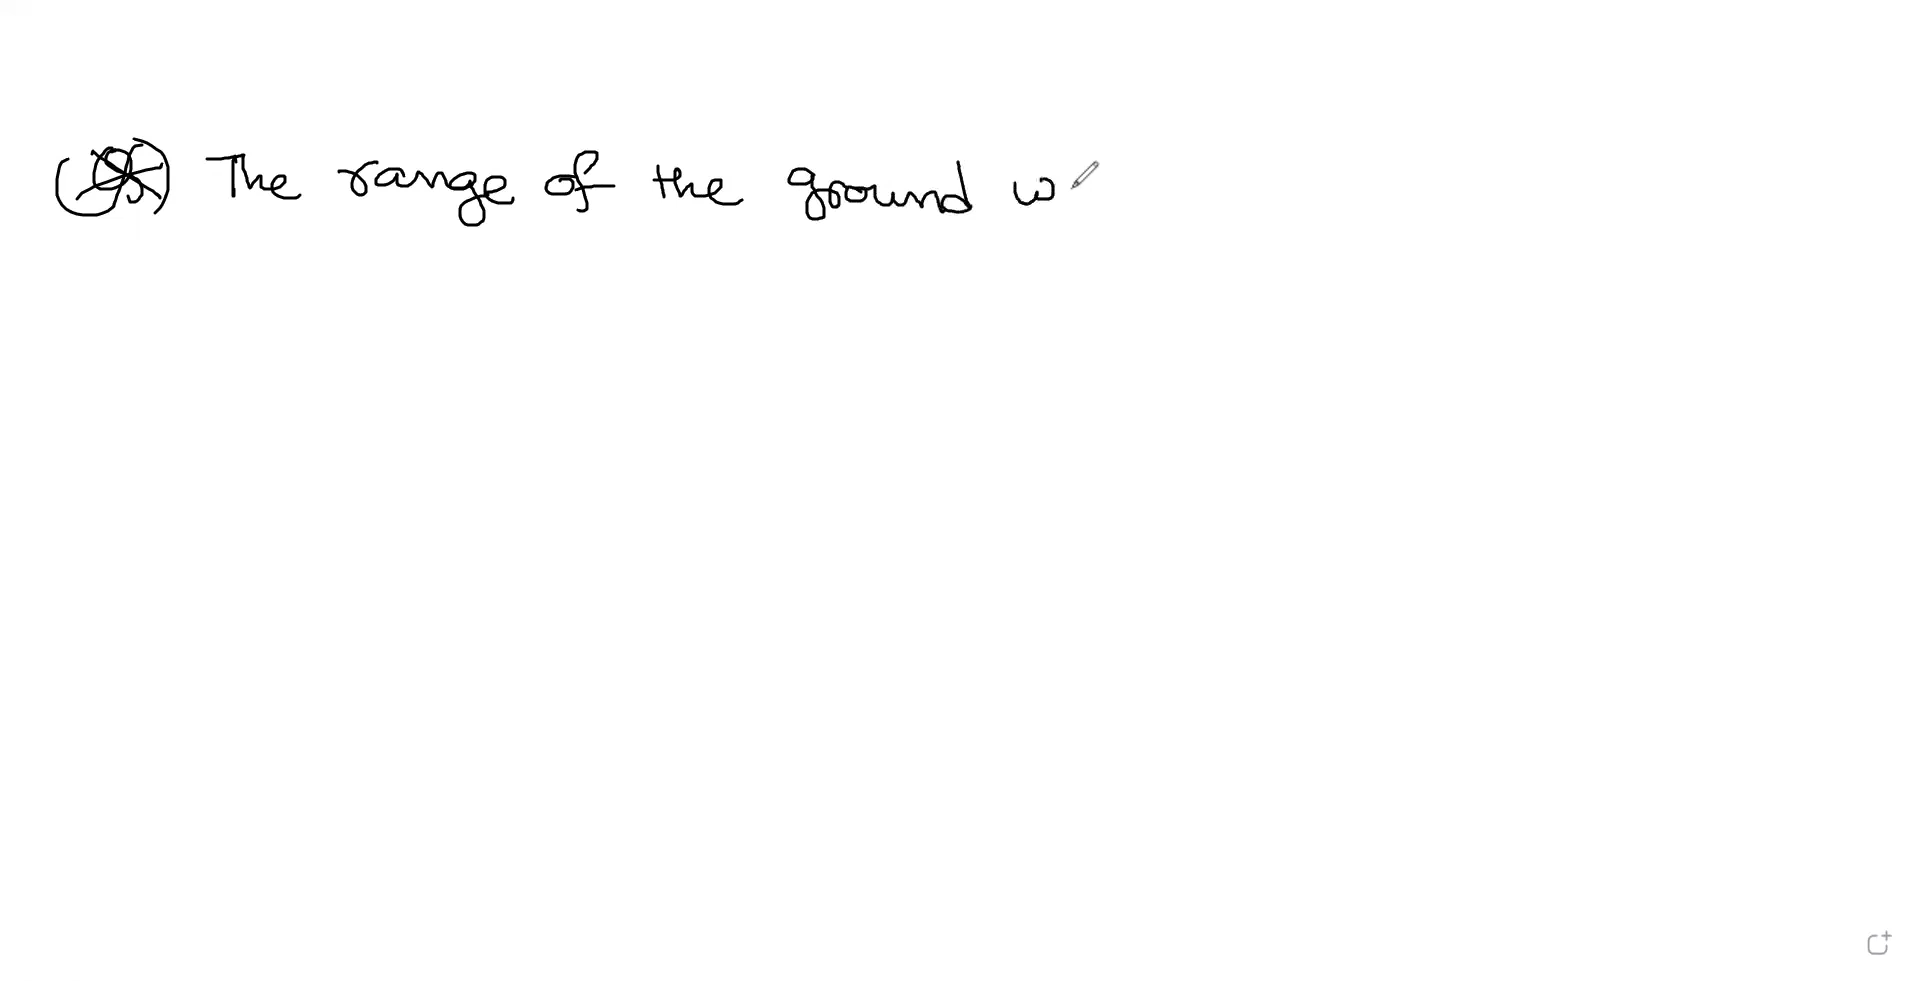 The range of the ground w